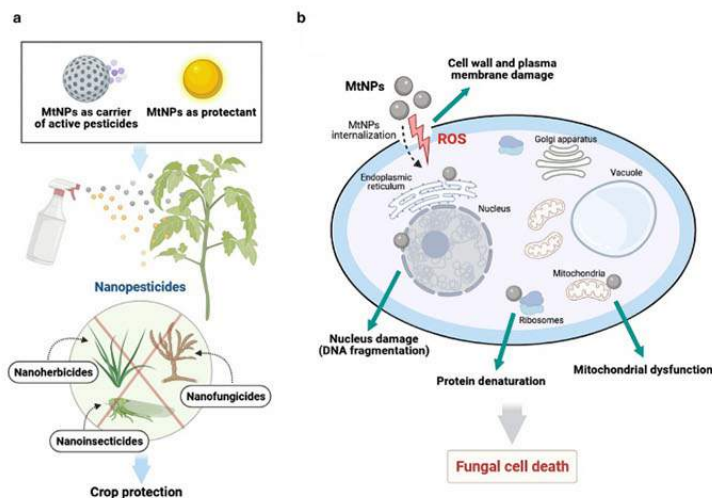 a
MtNPs as carrier
of active pesticides
MtNPs as protectant
Nanopesticides
Nanoherbicides
Nanofungicides
Nanoinsecticides
Crop protection
b
Cell wall and plasma
membrane damage
MtNPs
MtNPs
internalization
ROS
Golgi apparatus
Endoplasmic
reticulum
Vacuole
Nucleus
Mitochondria
Ribosomes
Nucleus damage
(DNA fragmentation)
Protein denaturation
Mitochondrial dysfunction
Fungal cell death